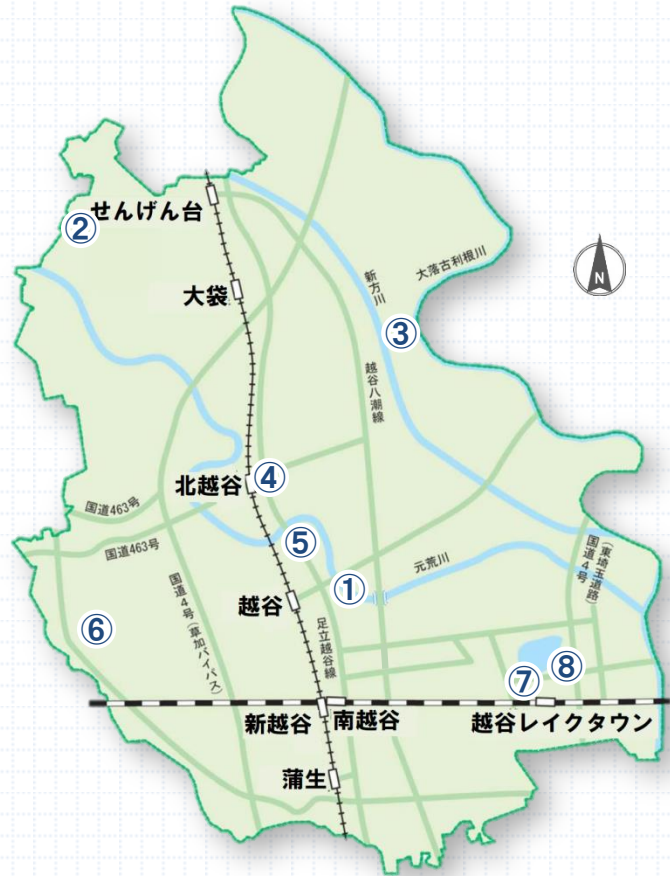 せんげん台
②
大袋
新方川
大落古利根川
N
③
越谷八潮線
北越谷
④
国道463号
国道463号
⑤
元荒川
(東埼玉道路)
国道4号
国道4号(草加バイパス)
越谷
①
⑥
足立越谷線
⑦
⑧
新越谷
南越谷
越谷レイクタウン
蒲生